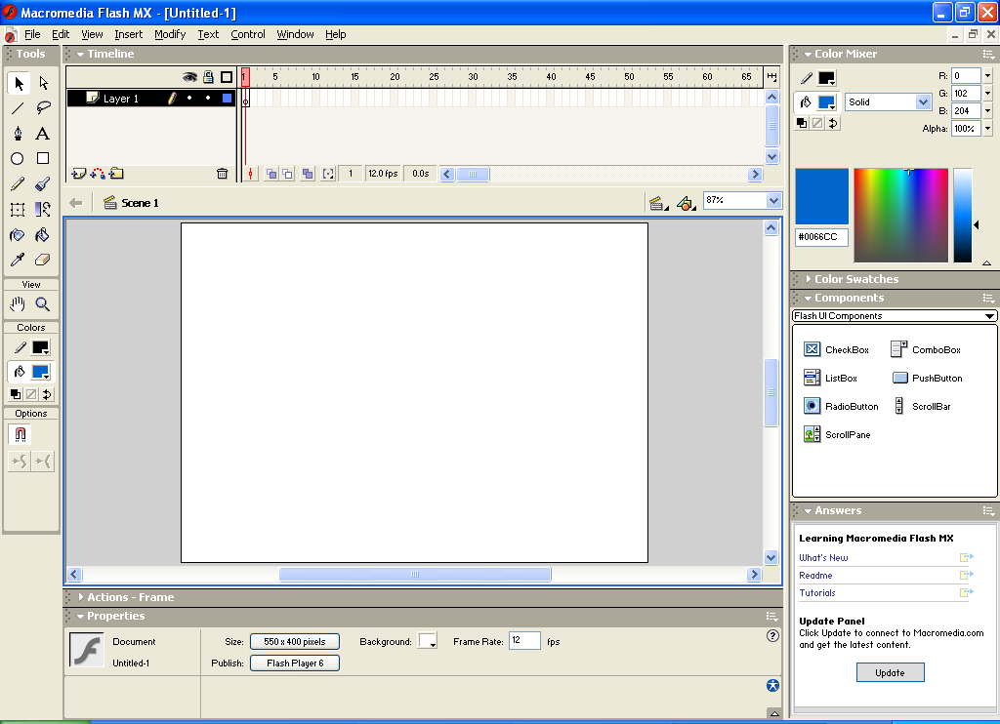 Macromedia Flash MX - [Untitled-1]
File Edit View Insert Modify Text Control Window Help
Tools
View
Colors
Options
Timeline
1 5 10 15 20 25 30 35 40 45 50 55 60 65
Layer 1
1 12.0 fps 0.0s
Scene 1
87%
Actions - Frame
Properties
Document
Untitled-1
Size: 550 x 400 pixels
Background:
Frame Rate: 12 fps
Publish: Flash Player 6
Color Mixer
R: 0
Solid
G: 102
B: 204
Alpha: 100%
#0066CC
Color Swatches
Components
Flash UI Components
CheckBox ComboBox
ListBox PushButton
RadioButton ScrollBar
ScrollPane
Answers
Learning Macromedia Flash MX
What's New
Readme
Tutorials
Update Panel
Click Update to connect to Macromedia.com
and get the latest content.
Update